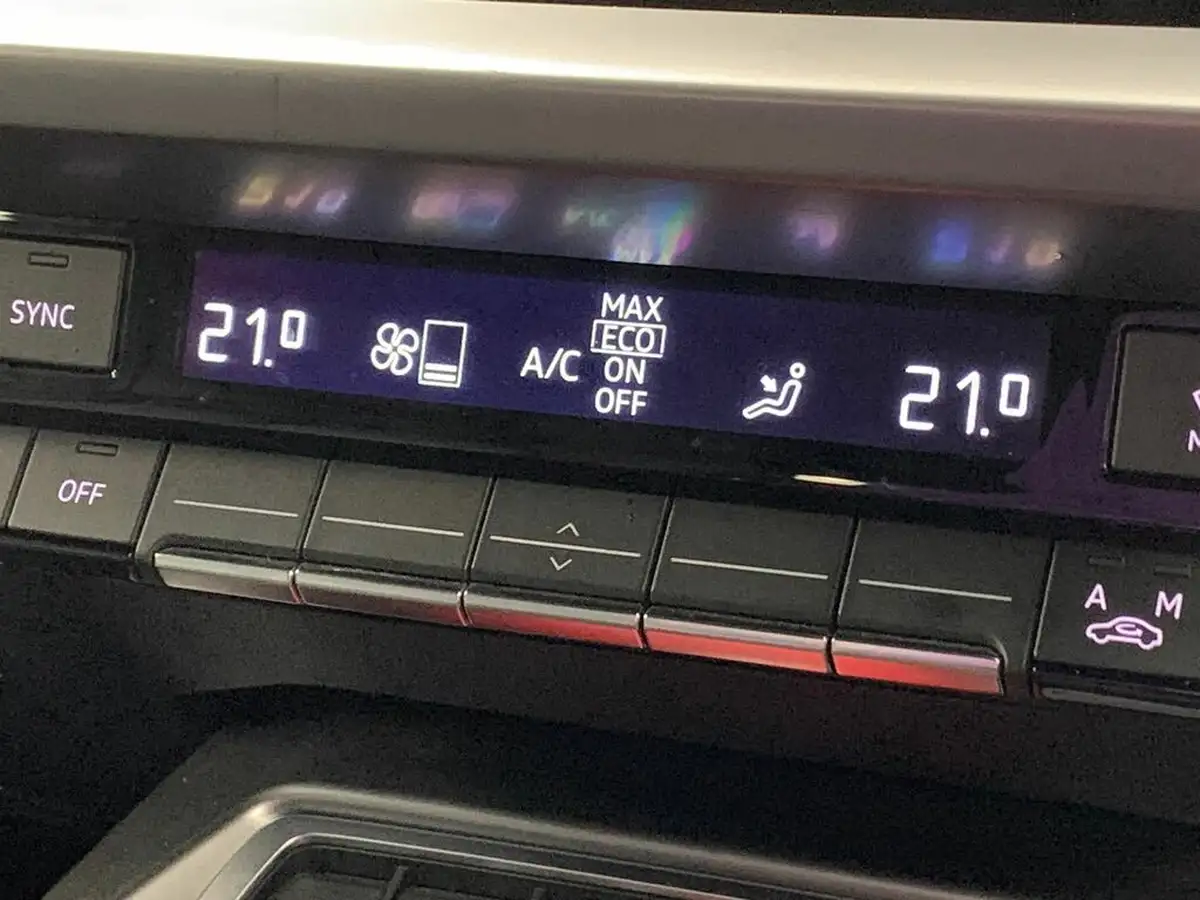 SYNC
21.0
A/C
MAX
ECO
ON
OFF
21.0
OFF
A M